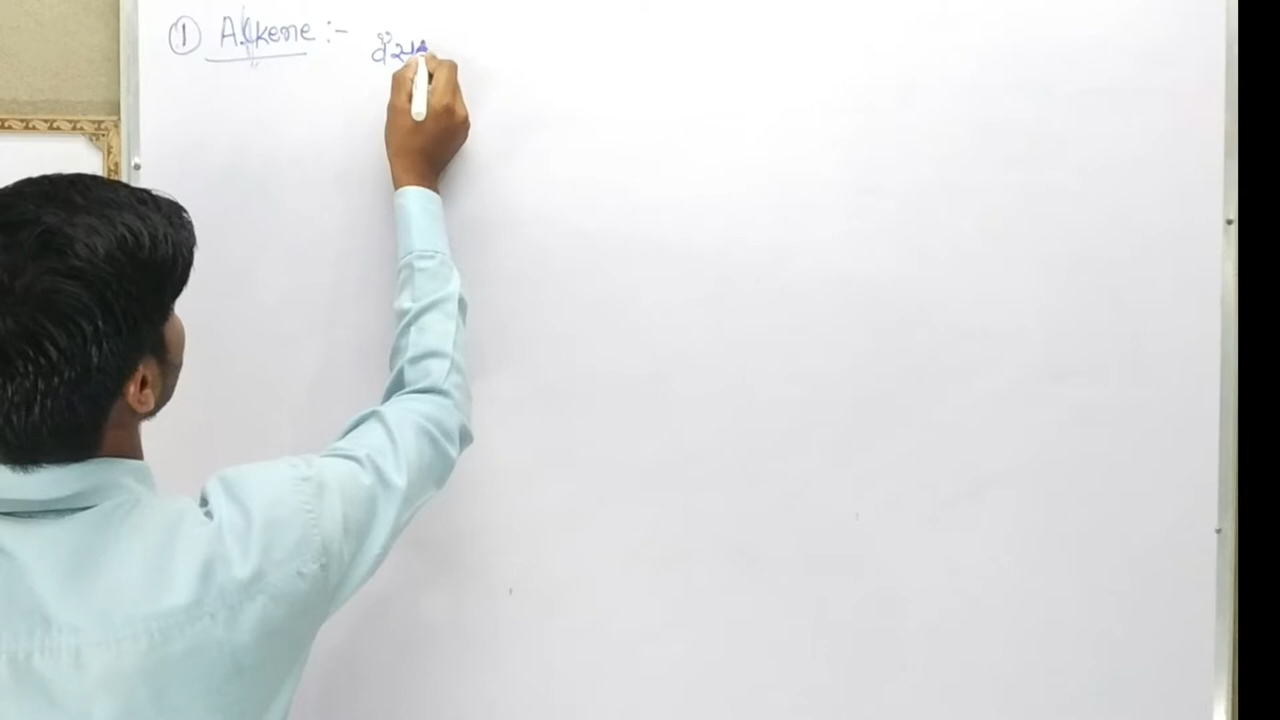 ① Alkene :-